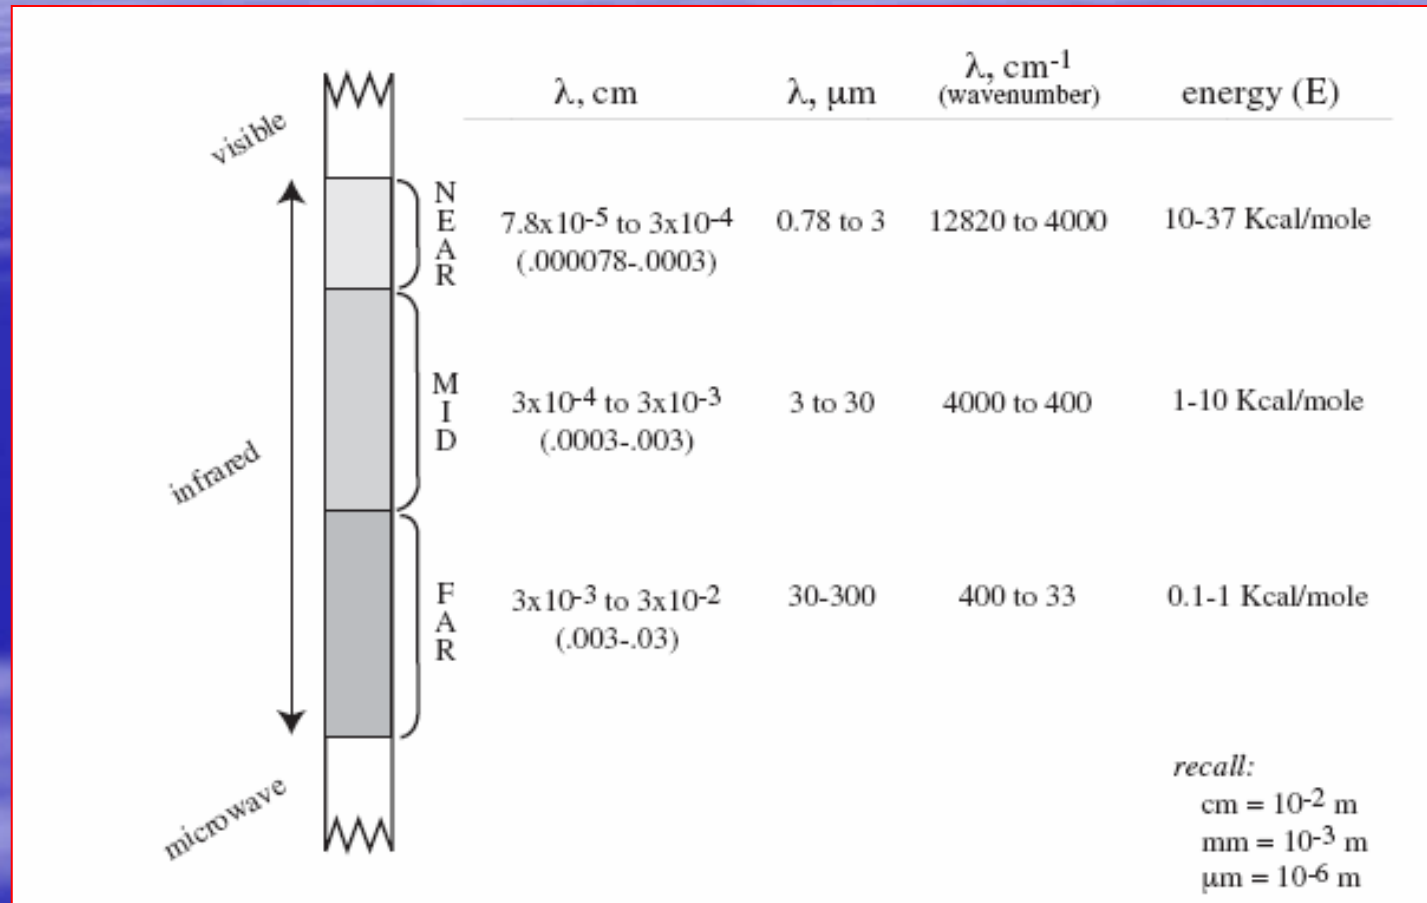 λ, cm λ, μm λ, cm-1 energy (E)
(wavenumber)
visible
NEAR
7.8x10-5 to 3x10-4 0.78 to 3 12820 to 4000 10-37 Kcal/mole
(.000078-.0003)
infrared
MID
3x10-4 to 3x10-3 3 to 30 4000 to 400 1-10 Kcal/mole
(.0003-.003)
FAR
3x10-3 to 3x10-2 30-300 400 to 33 0.1-1 Kcal/mole
(.003-.03)
microwave
recall:
cm = 10-2 m
mm = 10-3 m
μm = 10-6 m